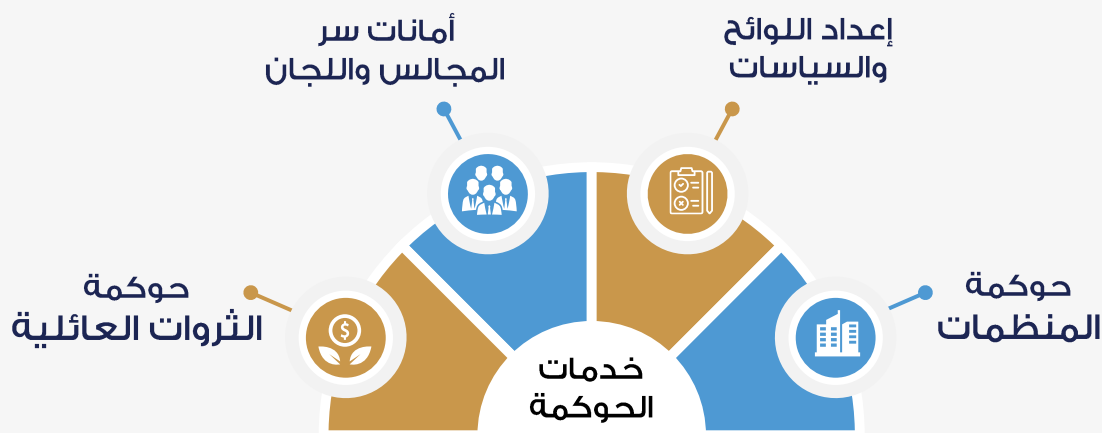 حوكمة
المنظمات
إعداد اللوائح
والسياسات
أمانات سر
المجالس واللجان
حوكمة
الثروات العائلية
خدمات
الحوكمة
$